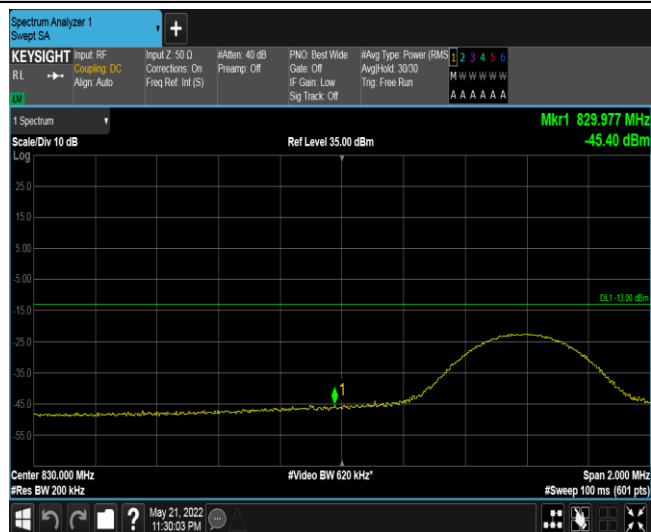 Spectrum Analyzer 1
Swept SA
KEYSIGHT Input: RF Input Z: 50 Ω #Atten: 40 dB PNO: Best Wide #Avg Type: Power (RMS 1 2 3 4 5 6
RL Coupling: DC Corrections: On Preamp: Off Gate: Off Avg|Hold: 30/30 M W W W W W
Align: Auto Freq Ref: Int (S) IF Gain: Low Trig: Free Run
Sig Track: Off A A A A A A
1 Spectrum Mkr1 829.977 MHz
Scale/Div 10 dB Ref Level 35.00 dBm -45.40 dBm
Log
25.0
15.0
5.00
-5.00
DL1 -13.00 dBm
-15.0
-25.0
-35.0
1
-45.0
-55.0
Center 830.000 MHz #Video BW 620 kHz* Span 2.000 MHz
#Res BW 200 kHz #Sweep 100 ms (601 pts)
? May 21, 2022
11:30:03 PM